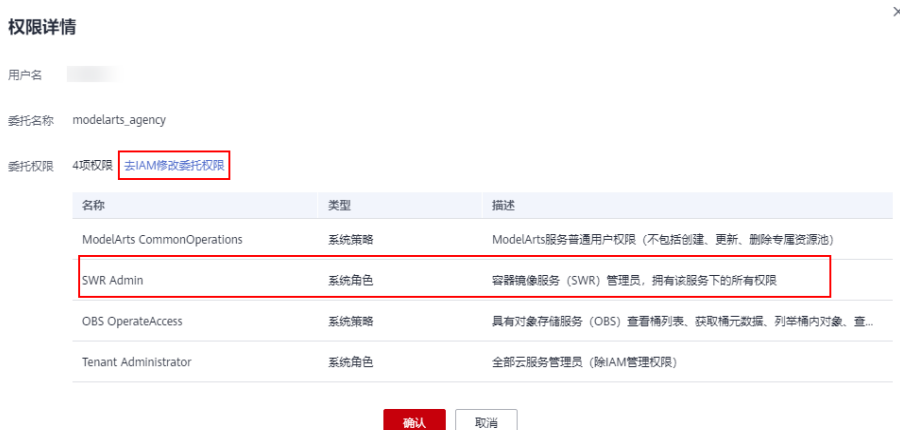 权限详情
用户名
委托名称 modelarts_agency
委托权限 4项权限 去IAM修改委托权限
名称 类型 描述
ModelArts CommonOperations 系统策略 ModelArts服务普通用户权限（不包括创建、更新、删除专属资源池）
SWR Admin 系统角色 容器镜像服务（SWR）管理员，拥有该服务下的所有权限
OBS OperateAccess 系统策略 具有对象存储服务（OBS）查看桶列表、获取桶元数据、列举桶内对象、查...
Tenant Administrator 系统角色 全部云服务管理员（除IAM管理权限）
确认 取消